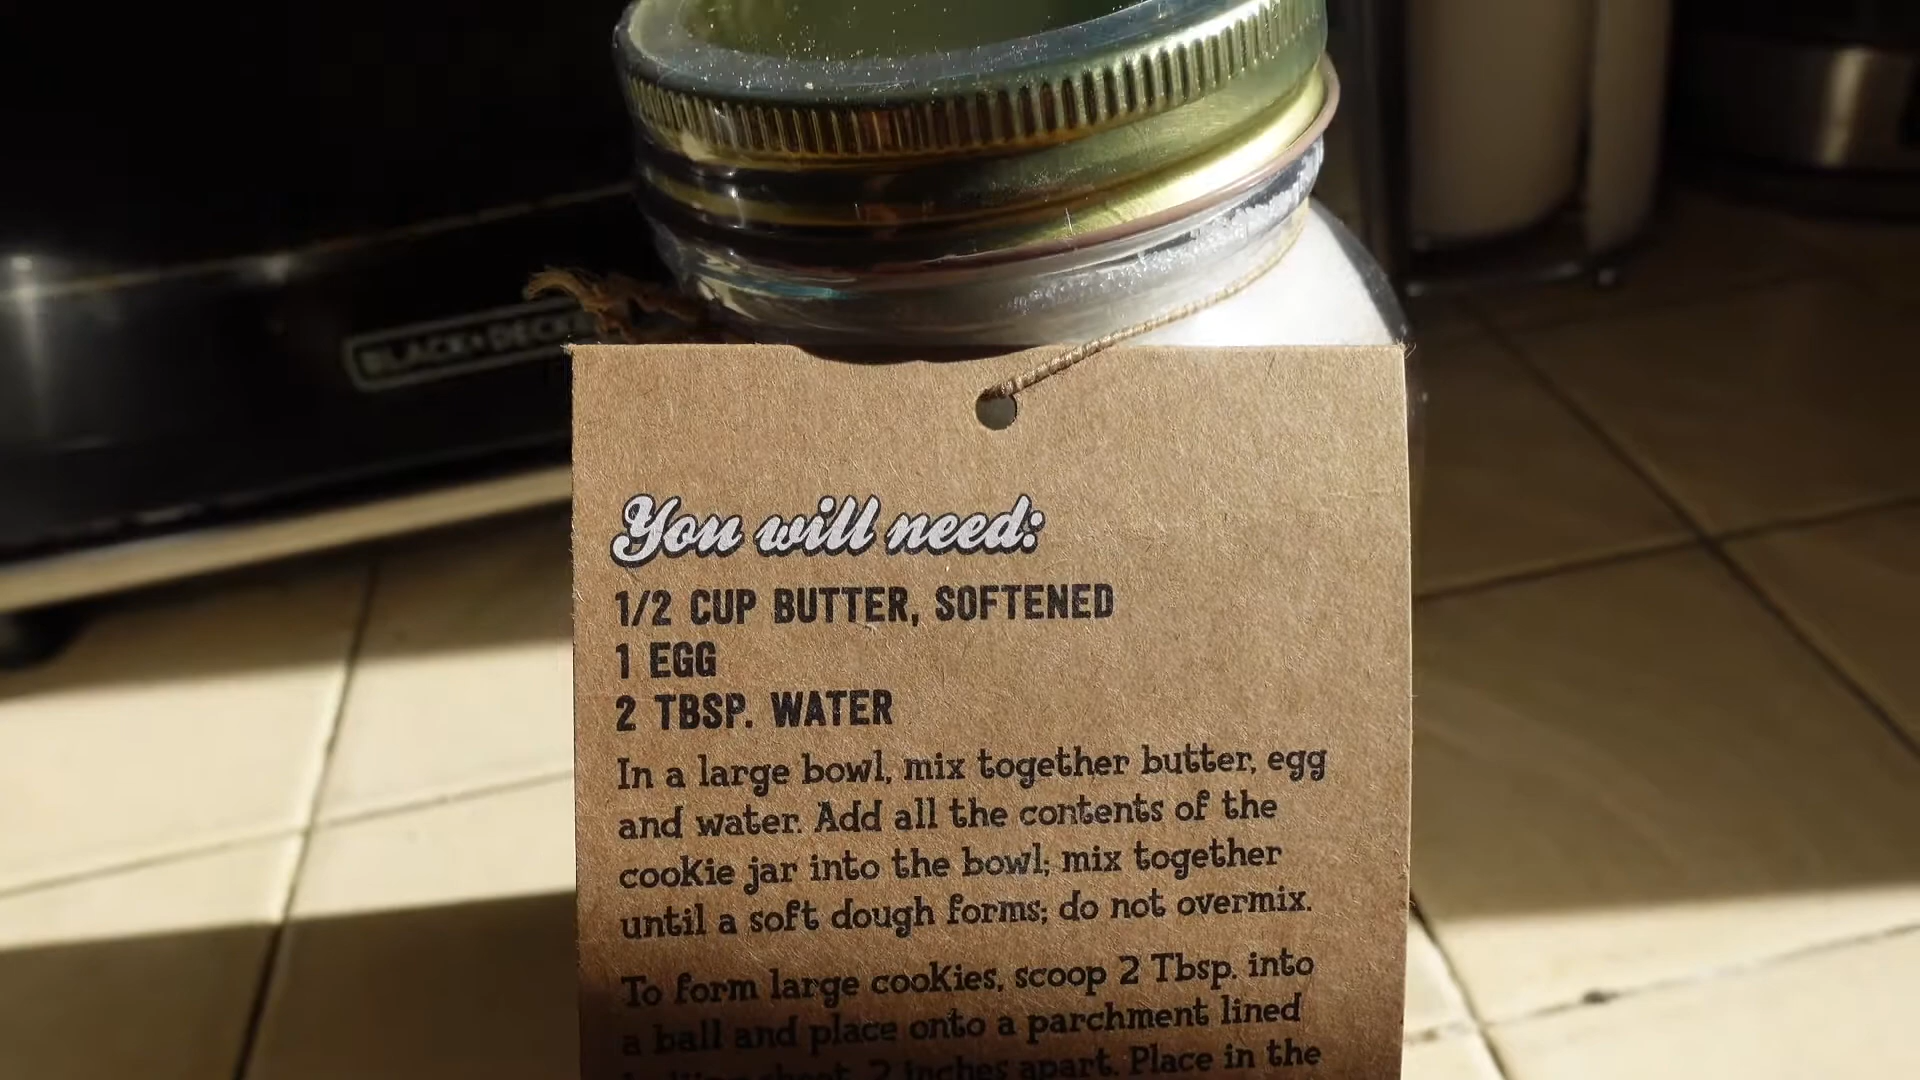 BLACK+DECKER
You will need:
1/2 CUP BUTTER, SOFTENED
1 EGG
2 TBSP. WATER
In a large bowl, mix together butter, egg
and water. Add all the contents of the
cookie jar into the bowl; mix together
until a soft dough forms; do not overmix.
To form large cookies, scoop 2 Tbsp. into
a ball and place onto a parchment lined
sheet, 2 inches apart. Place in the